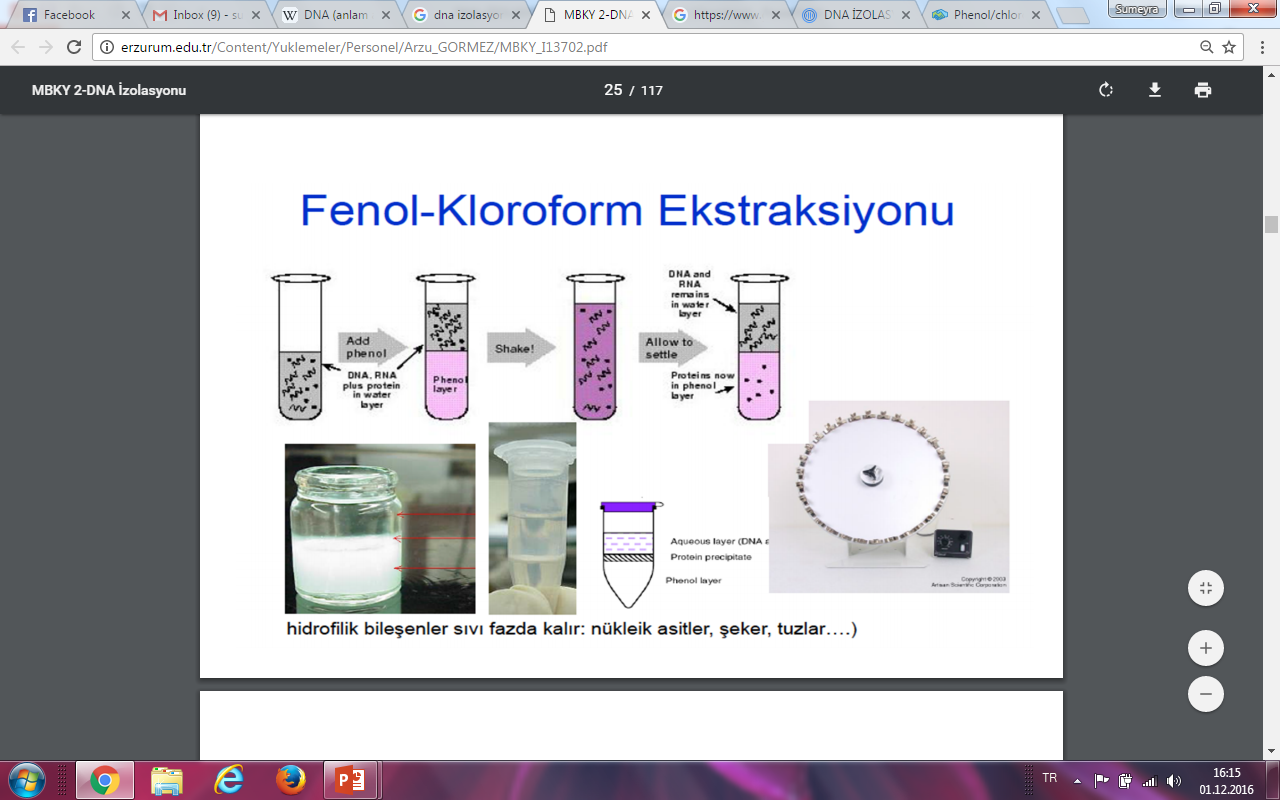 Facebook
Inbox (9) - su
DNA (anlam
dna izolasyo
MBKY 2-DNA
https://www.
DNA İZOLAS
Phenol/chlor
Sumeyra
erzurum.edu.tr/Content/Yuklemeler/Personel/Arzu_GORMEZ/MBKY_I13702.pdf
MBKY 2-DNA İzolasyonu
25 / 117
Fenol-Kloroform Ekstraksiyonu
Add
phenol
DNA, RNA
plus protein
in water
layer
Phenol
layer
Shake!
Allow to
settle
DNA and
RNA
remains
in water
layer
Proteins now
in phenol
layer
Aqueous layer (DNA a
Protein precipitate
Phenol layer
Copyright © 2003
Artisan Scientific Corporation
hidrofilik bileşenler sıvı fazda kalır: nükleik asitler, şeker, tuzlar….)
TR
16:15
01.12.2016